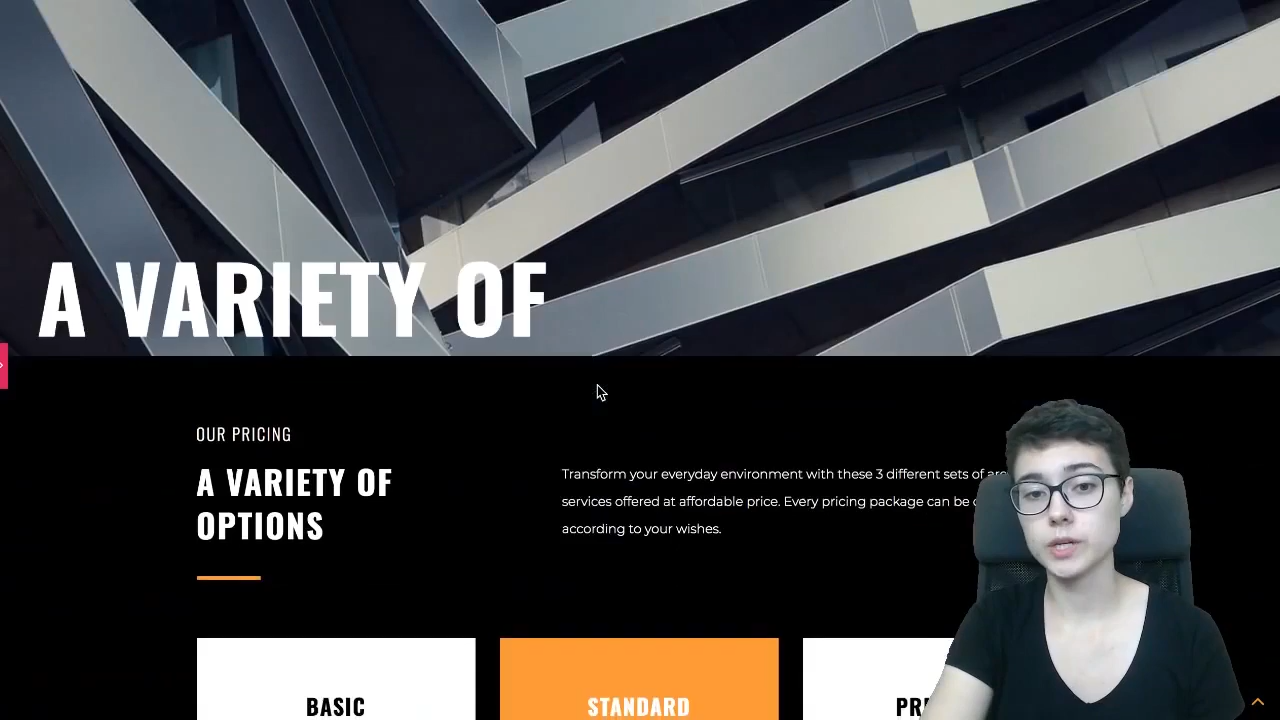 A VARIETY OF
OUR PRICING
A VARIETY OF
OPTIONS
Transform your everyday environment with these 3 different sets of
services offered at affordable price. Every pricing package can be
according to your wishes.
BASIC
STANDARD